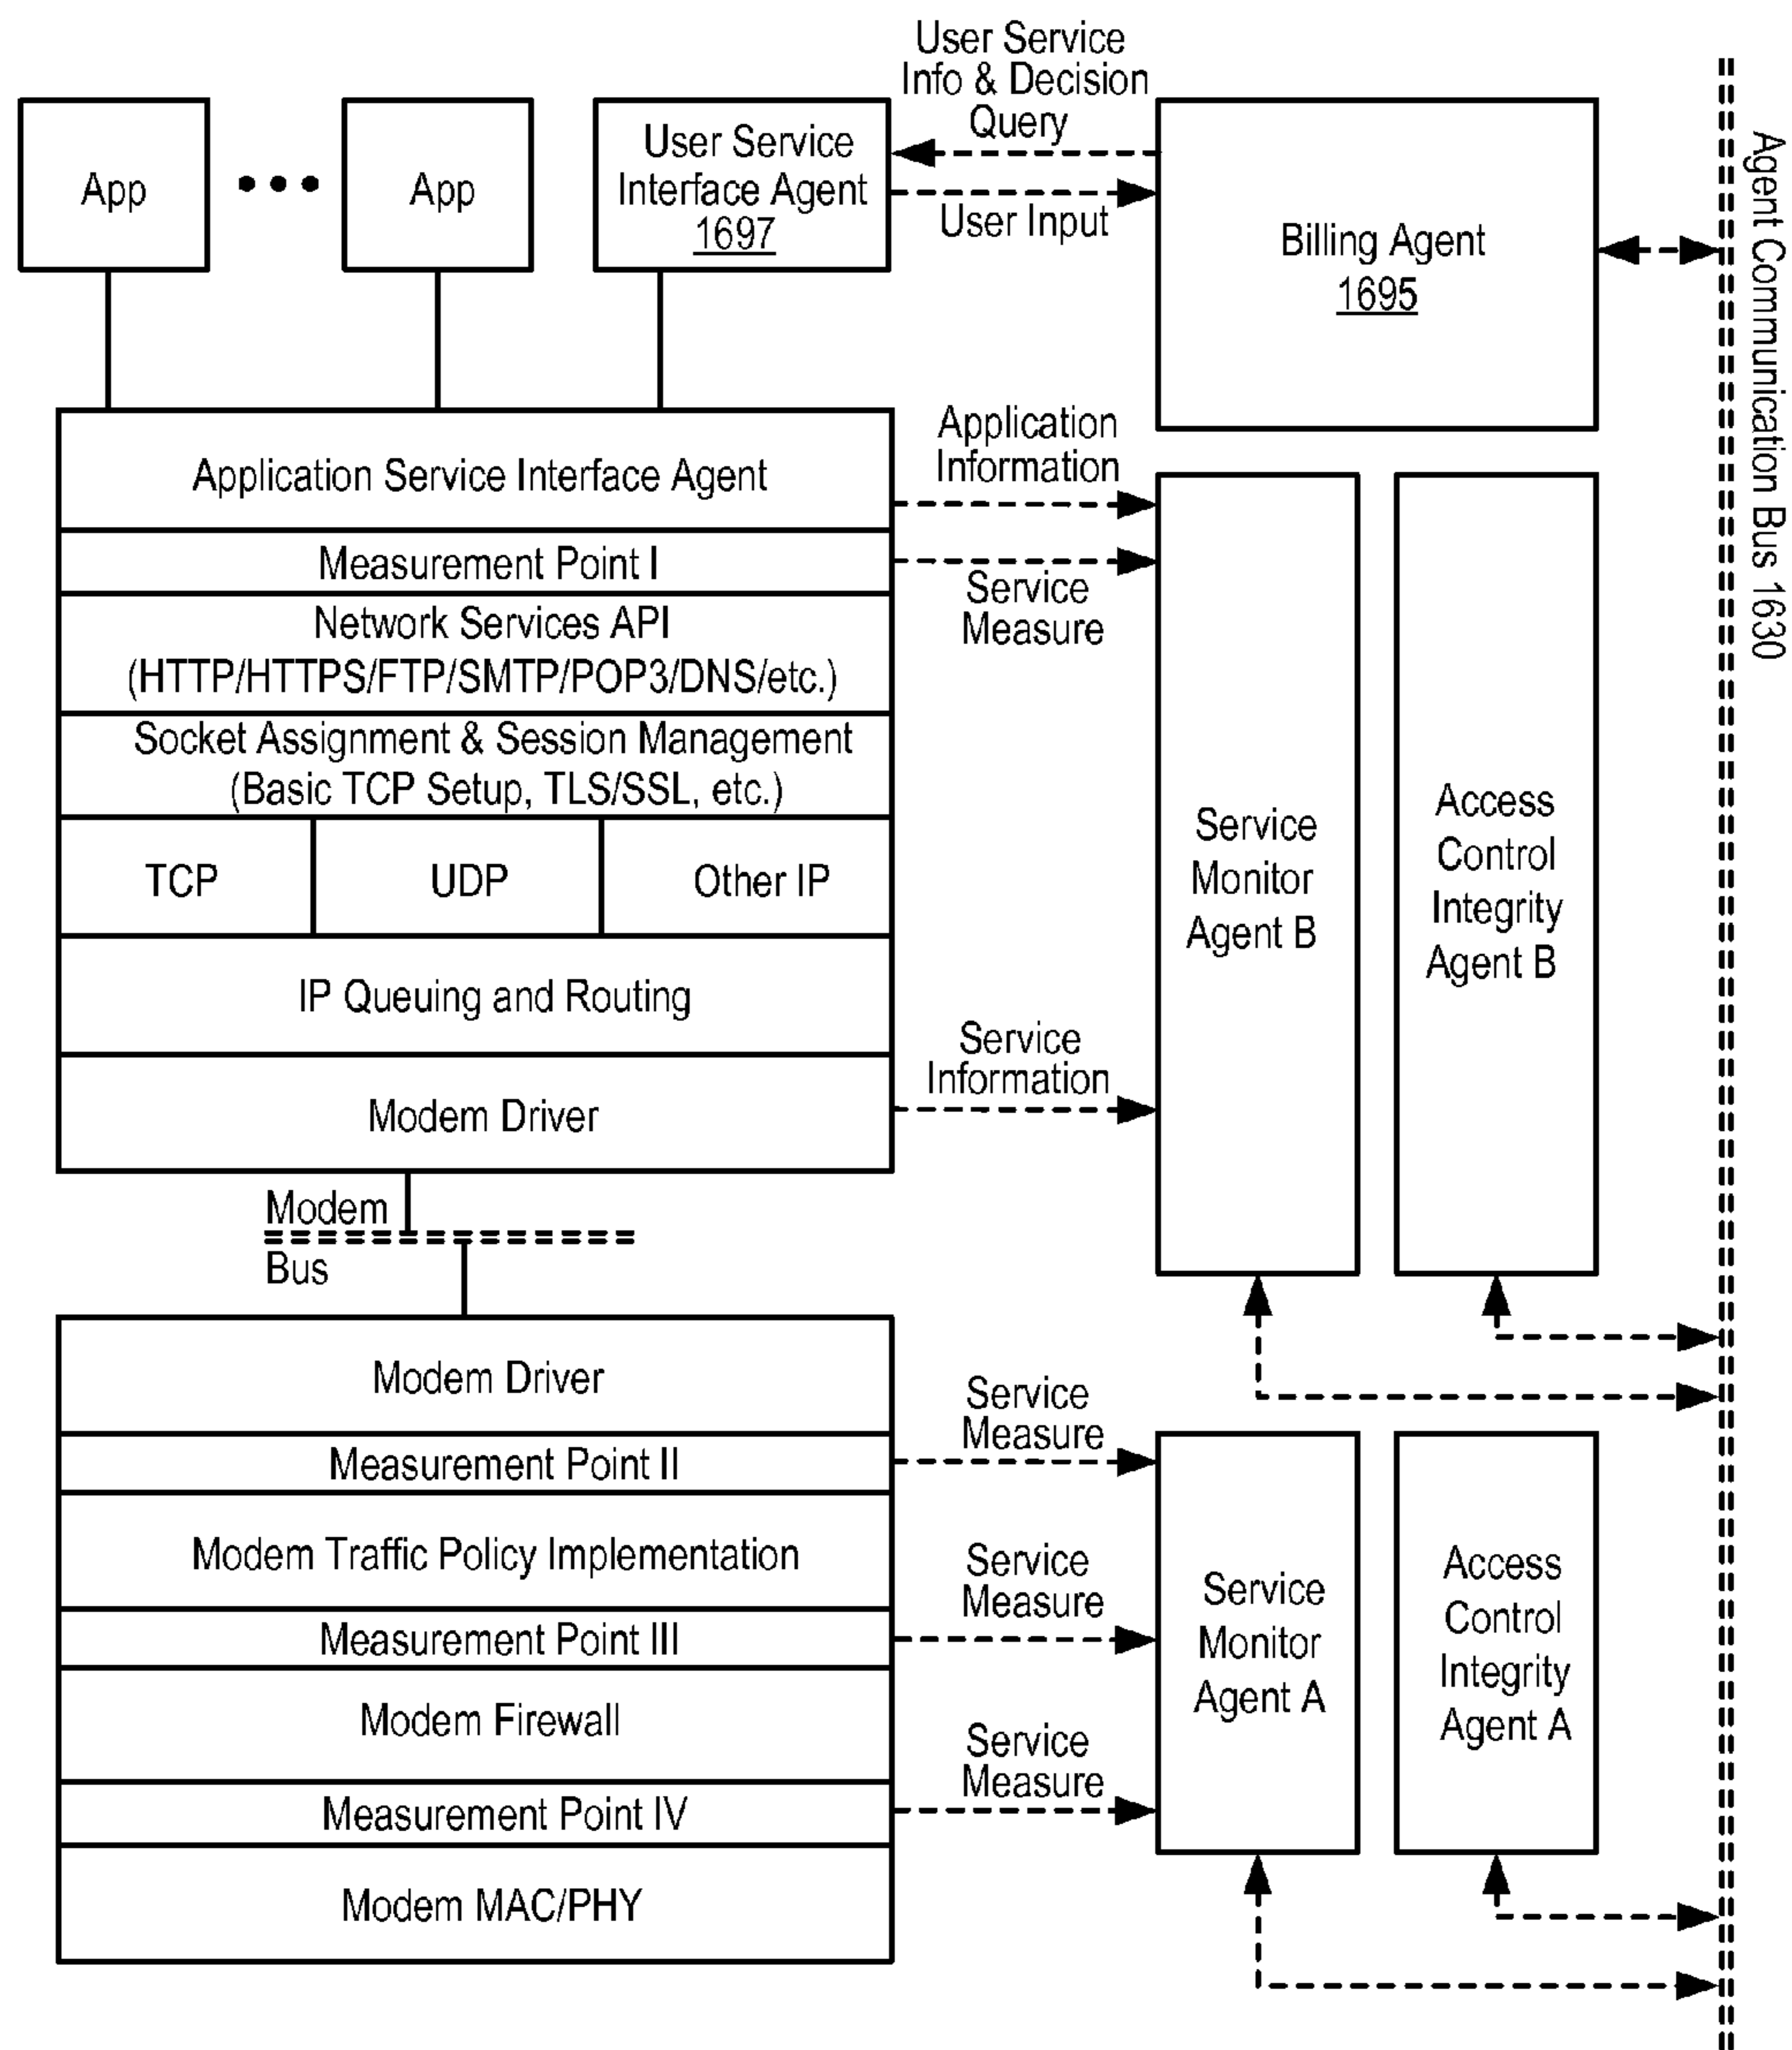 User Service
Info & Decision
Query
App
App
User Service
Interface Agent
1697
User Input
Billing Agent
1695
Agent Communication Bus 1630
Application Service Interface Agent
Application
Information
Measurement Point I
Service
Measure
Network Services API
(HTTP/HTTPS/FTP/SMTP/POP3/DNS/etc.)
Socket Assignment & Session Management
(Basic TCP Setup, TLS/SSL, etc.)
TCP
UDP
Other IP
IP Queuing and Routing
Modem Driver
Service
Information
Service
Monitor
Agent B
Access
Control
Integrity
Agent B
Modem
Bus
Modem Driver
Measurement Point II
Service
Measure
Modem Traffic Policy Implementation
Measurement Point III
Service
Measure
Modem Firewall
Measurement Point IV
Service
Measure
Modem MAC/PHY
Service
Monitor
Agent A
Access
Control
Integrity
Agent A